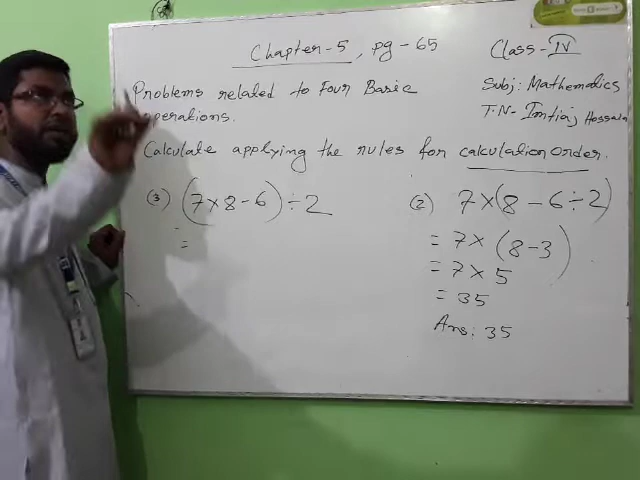 Chapter-5, pg-65
Class-IV
Subj: Mathematics
T.N- Imtiaj Hossain
Problems related to Four Basic
operations.
Calculate applying the rules for calculation order.
(3) (7×8-6)÷2
=
(2) 7×(8-6÷2)
= 7×(8-3)
= 7×5
= 35
Ans: 35